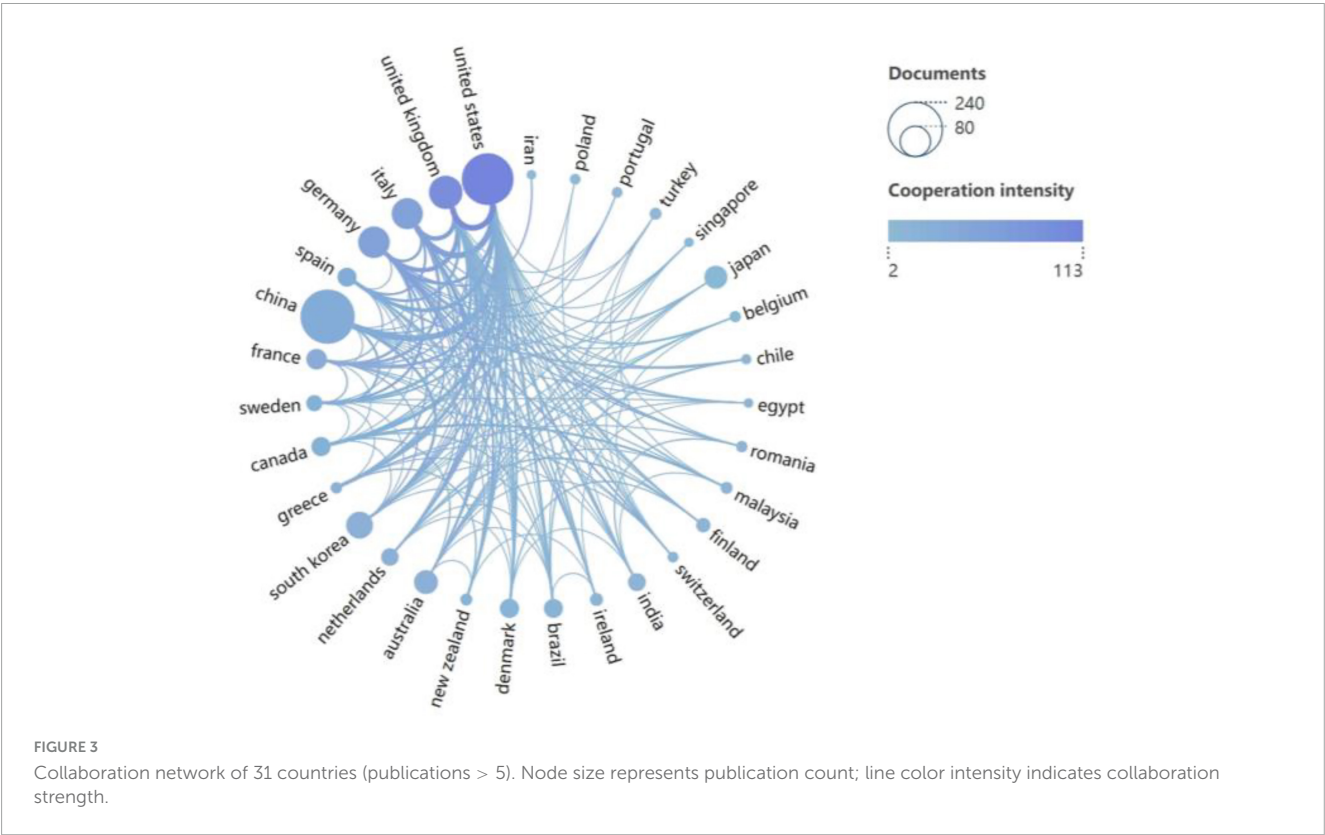 united states
united kingdom
italy
germany
spain
china
france
sweden
canada
greece
south korea
netherlands
australia
new zealand
denmark
brazil
ireland
india
switzerland
finland
malaysia
romania
egypt
chile
belgium
japan
singapore
turkey
portugal
poland
iran
Documents
240
80
Cooperation intensity
2 113
FIGURE 3
Collaboration network of 31 countries (publications > 5). Node size represents publication count; line color intensity indicates collaboration
strength.